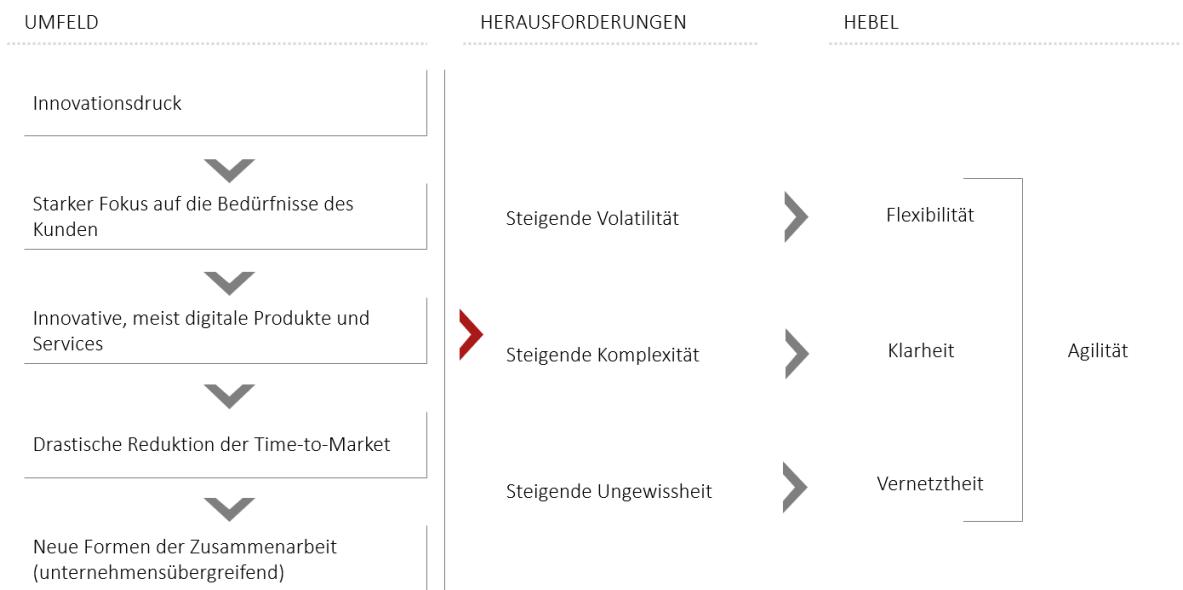 UMFELD
Innovationsdruck
Starker Fokus auf die Bedürfnisse des
Kunden
Innovative, meist digitale Produkte und
Services
Drastische Reduktion der Time-to-Market
Neue Formen der Zusammenarbeit
(unternehmensübergreifend)
HERAUSFORDERUNGEN
Steigende Volatilität
Steigende Komplexität
Steigende Ungewissheit
HEBEL
Flexibilität
Klarheit
Vernetztheit
Agilität